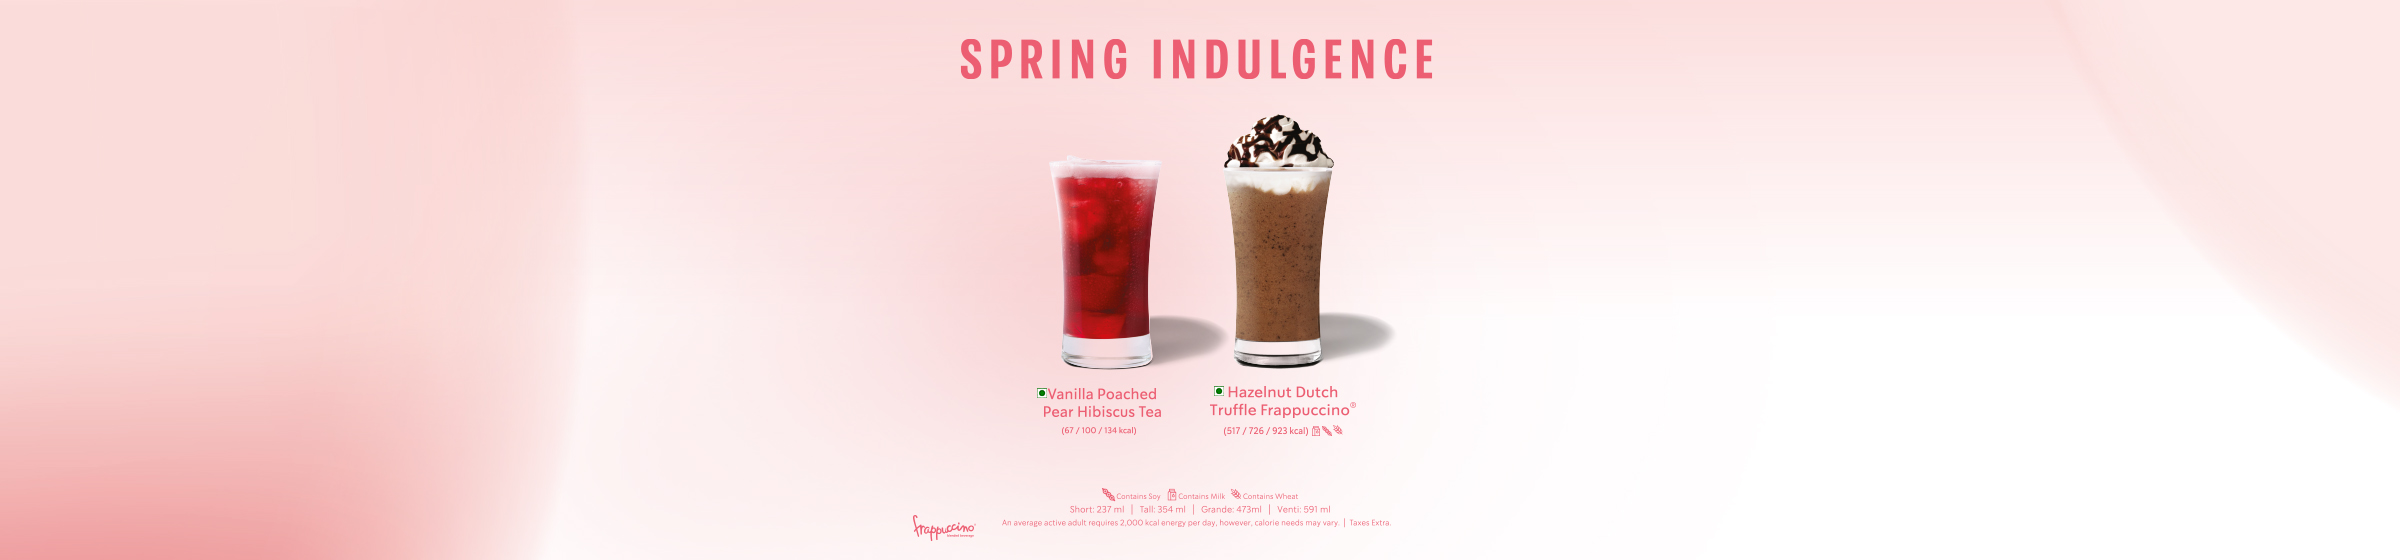 SPRING INDULGENCE
Vanilla Poached
Pear Hibiscus Tea
(67 / 100 / 134 kcal)
Hazelnut Dutch
Truffle Frappuccino®
(517 / 726 / 923 kcal)
Contains Soy Contains Milk Contains Wheat
Short: 237 ml | Tall: 354 ml | Grande: 473ml | Venti: 591 ml
An average active adult requires 2,000 kcal energy per day, however, calorie needs may vary. | Taxes Extra.
frappuccino
blended beverage